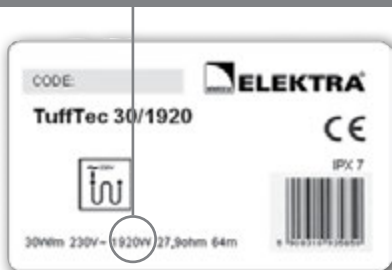 CODE:
ELEKTRA
TuffTec 30/1920
CE
IPX 7
30W/m 230V~ 1920W 27,9ohm 64m